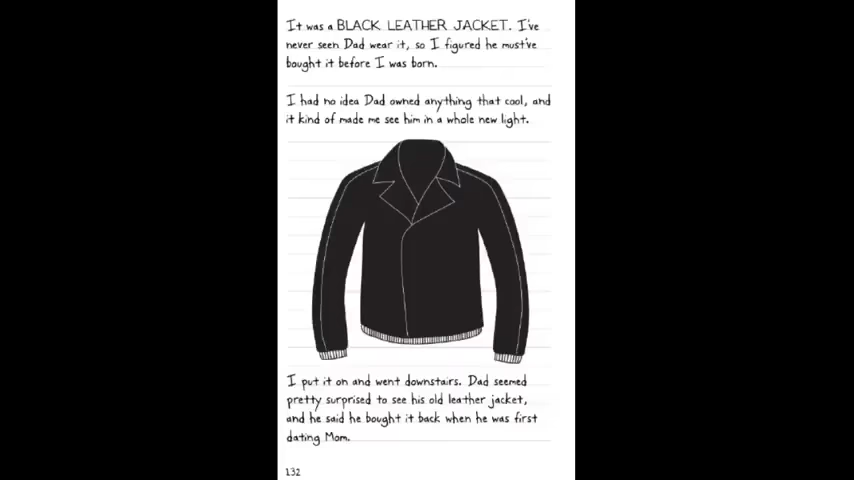 It was a BLACK LEATHER JACKET. I've
never seen Dad wear it, so I figured he must've
bought it before I was born.
I had no idea Dad owned anything that cool, and
it kind of made me see him in a whole new light.
I put it on and went downstairs. Dad seemed
pretty surprised to see his old leather jacket,
and he said he bought it back when he was first
dating Mom.
132